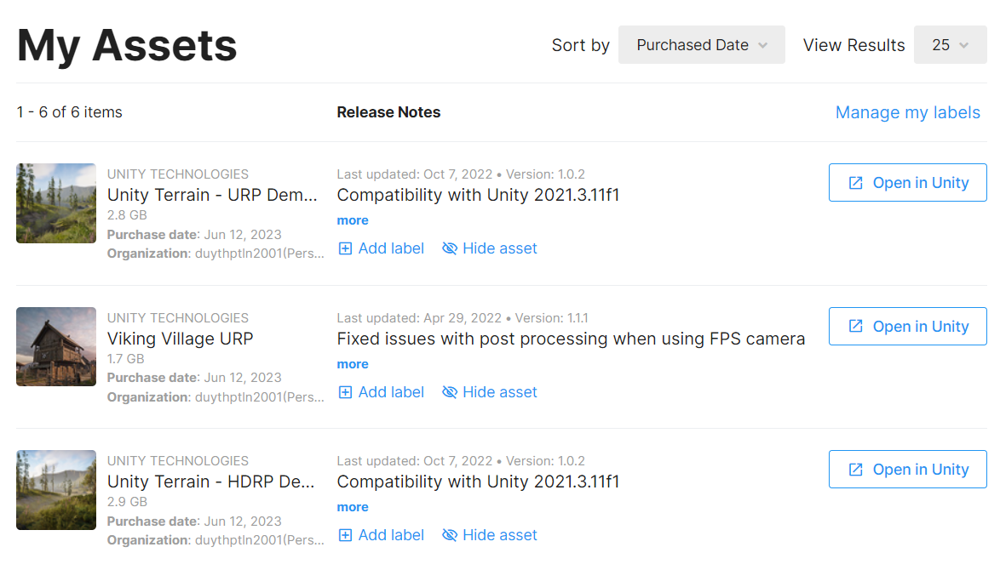 My Assets
Sort by Purchased Date View Results 25
1 - 6 of 6 items Release Notes Manage my labels
UNITY TECHNOLOGIES
Unity Terrain - URP Dem...
2.8 GB
Purchase date: Jun 12, 2023
Organization: duythptln2001(Pers...
Last updated: Oct 7, 2022 • Version: 1.0.2
Compatibility with Unity 2021.3.11f1
more
Add label Hide asset
Open in Unity
UNITY TECHNOLOGIES
Viking Village URP
1.7 GB
Purchase date: Jun 12, 2023
Organization: duythptln2001(Pers...
Last updated: Apr 29, 2022 • Version: 1.1.1
Fixed issues with post processing when using FPS camera
more
Add label Hide asset
Open in Unity
UNITY TECHNOLOGIES
Unity Terrain - HDRP De...
2.9 GB
Purchase date: Jun 12, 2023
Organization: duythptln2001(Pers...
Last updated: Oct 7, 2022 • Version: 1.0.2
Compatibility with Unity 2021.3.11f1
more
Add label Hide asset
Open in Unity